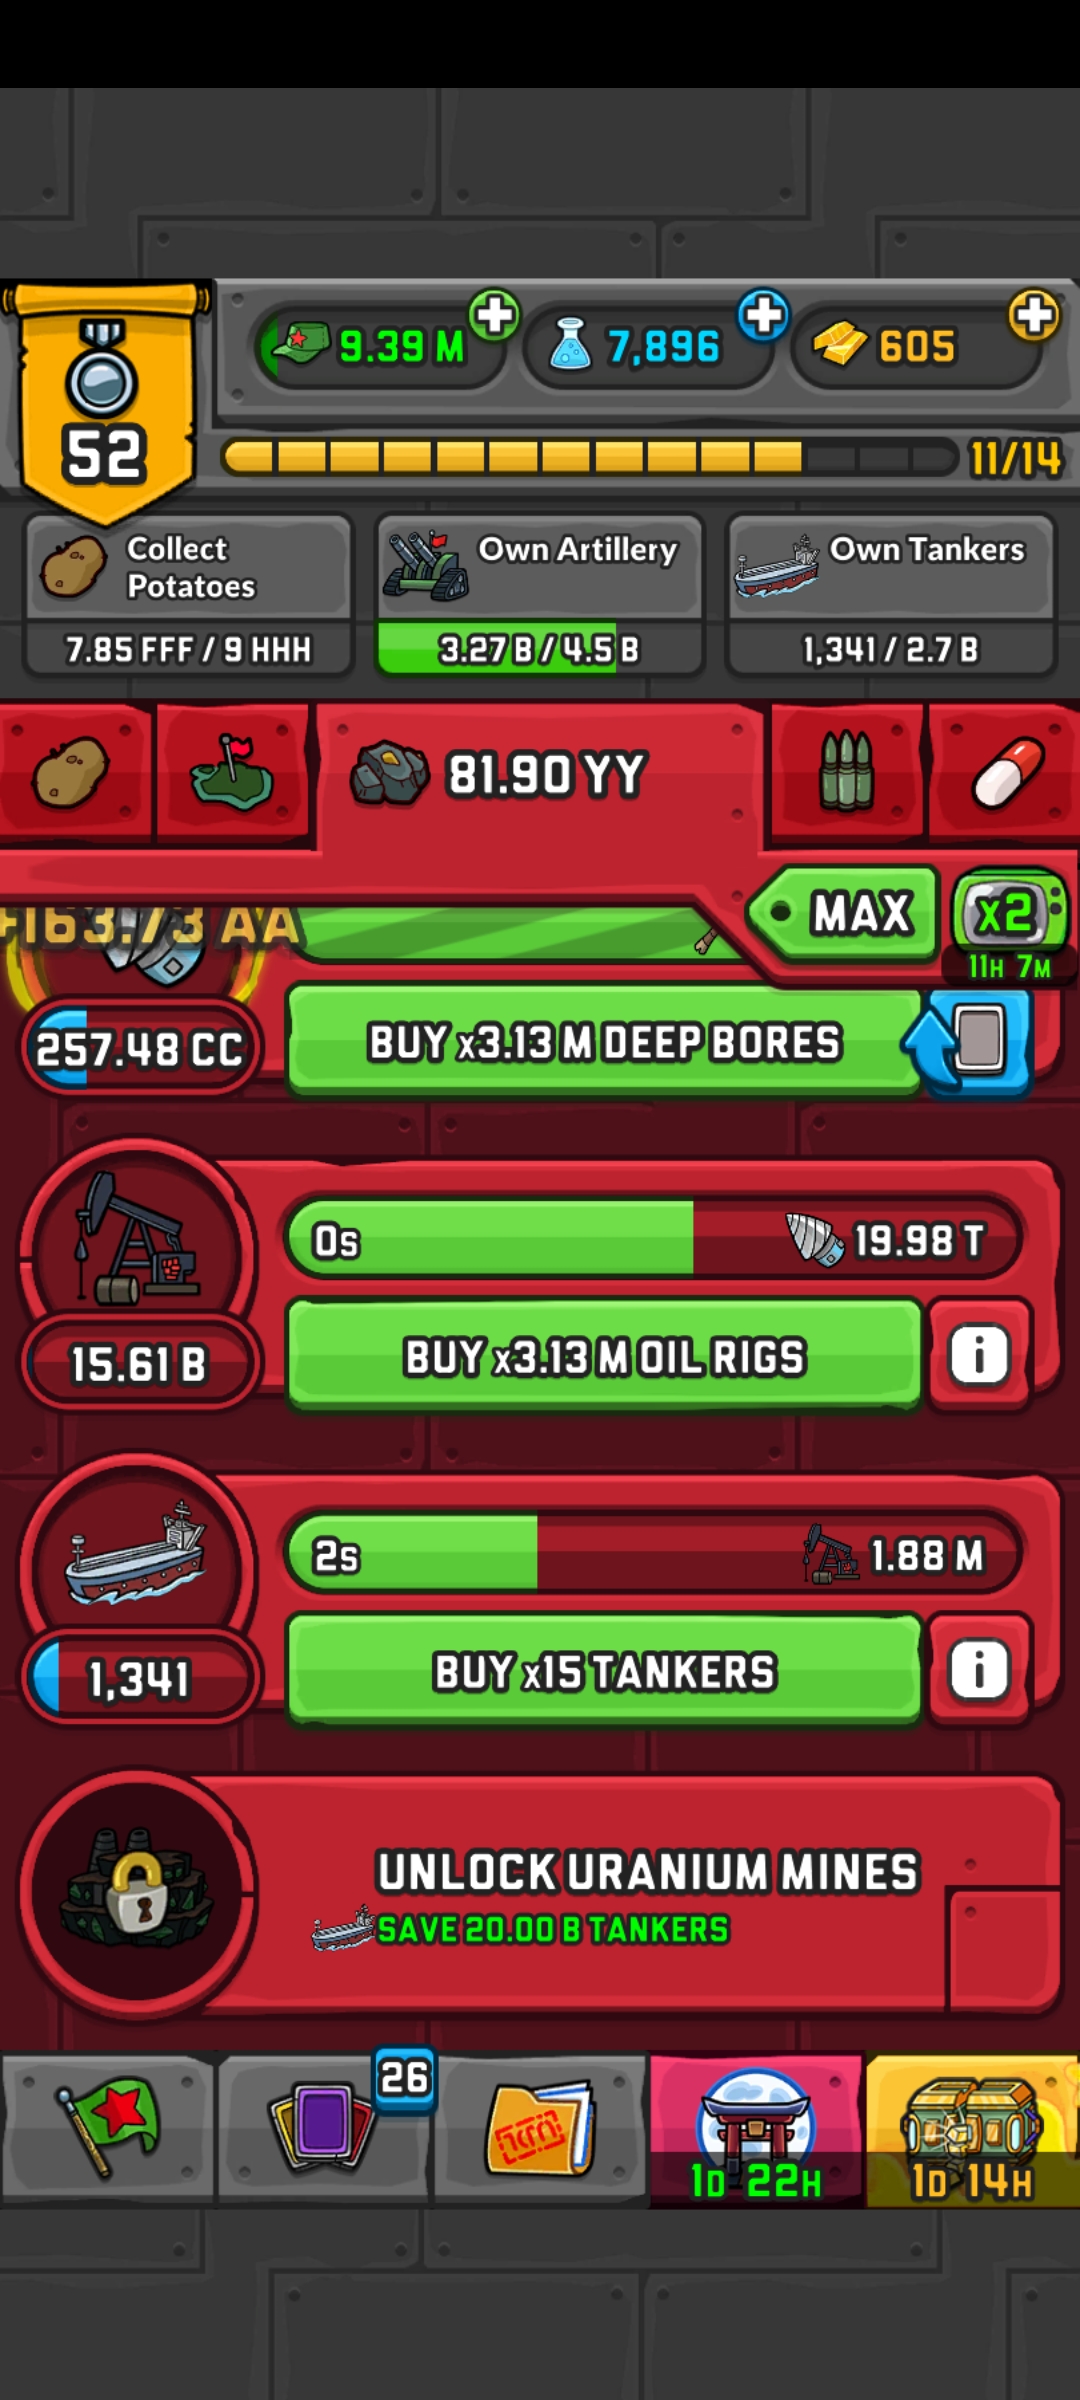 9.39 M
7,896
605
52
11/14
Collect
Potatoes
Own Artillery
Own Tankers
7.85 FFF / 9 HHH
3.27 B / 4.5 B
1,341 / 2.7 B
81.90 YY
MAX
x2
11H 7M
+163.73 AA
257.48 CC
BUY x3.13 M DEEP BORES
0s
19.98 T
15.61 B
BUY x3.13 M OIL RIGS
i
2s
1.88 M
1,341
BUY x15 TANKERS
i
UNLOCK URANIUM MINES
SAVE 20.00 B TANKERS
26
1D 22H
1D 14H